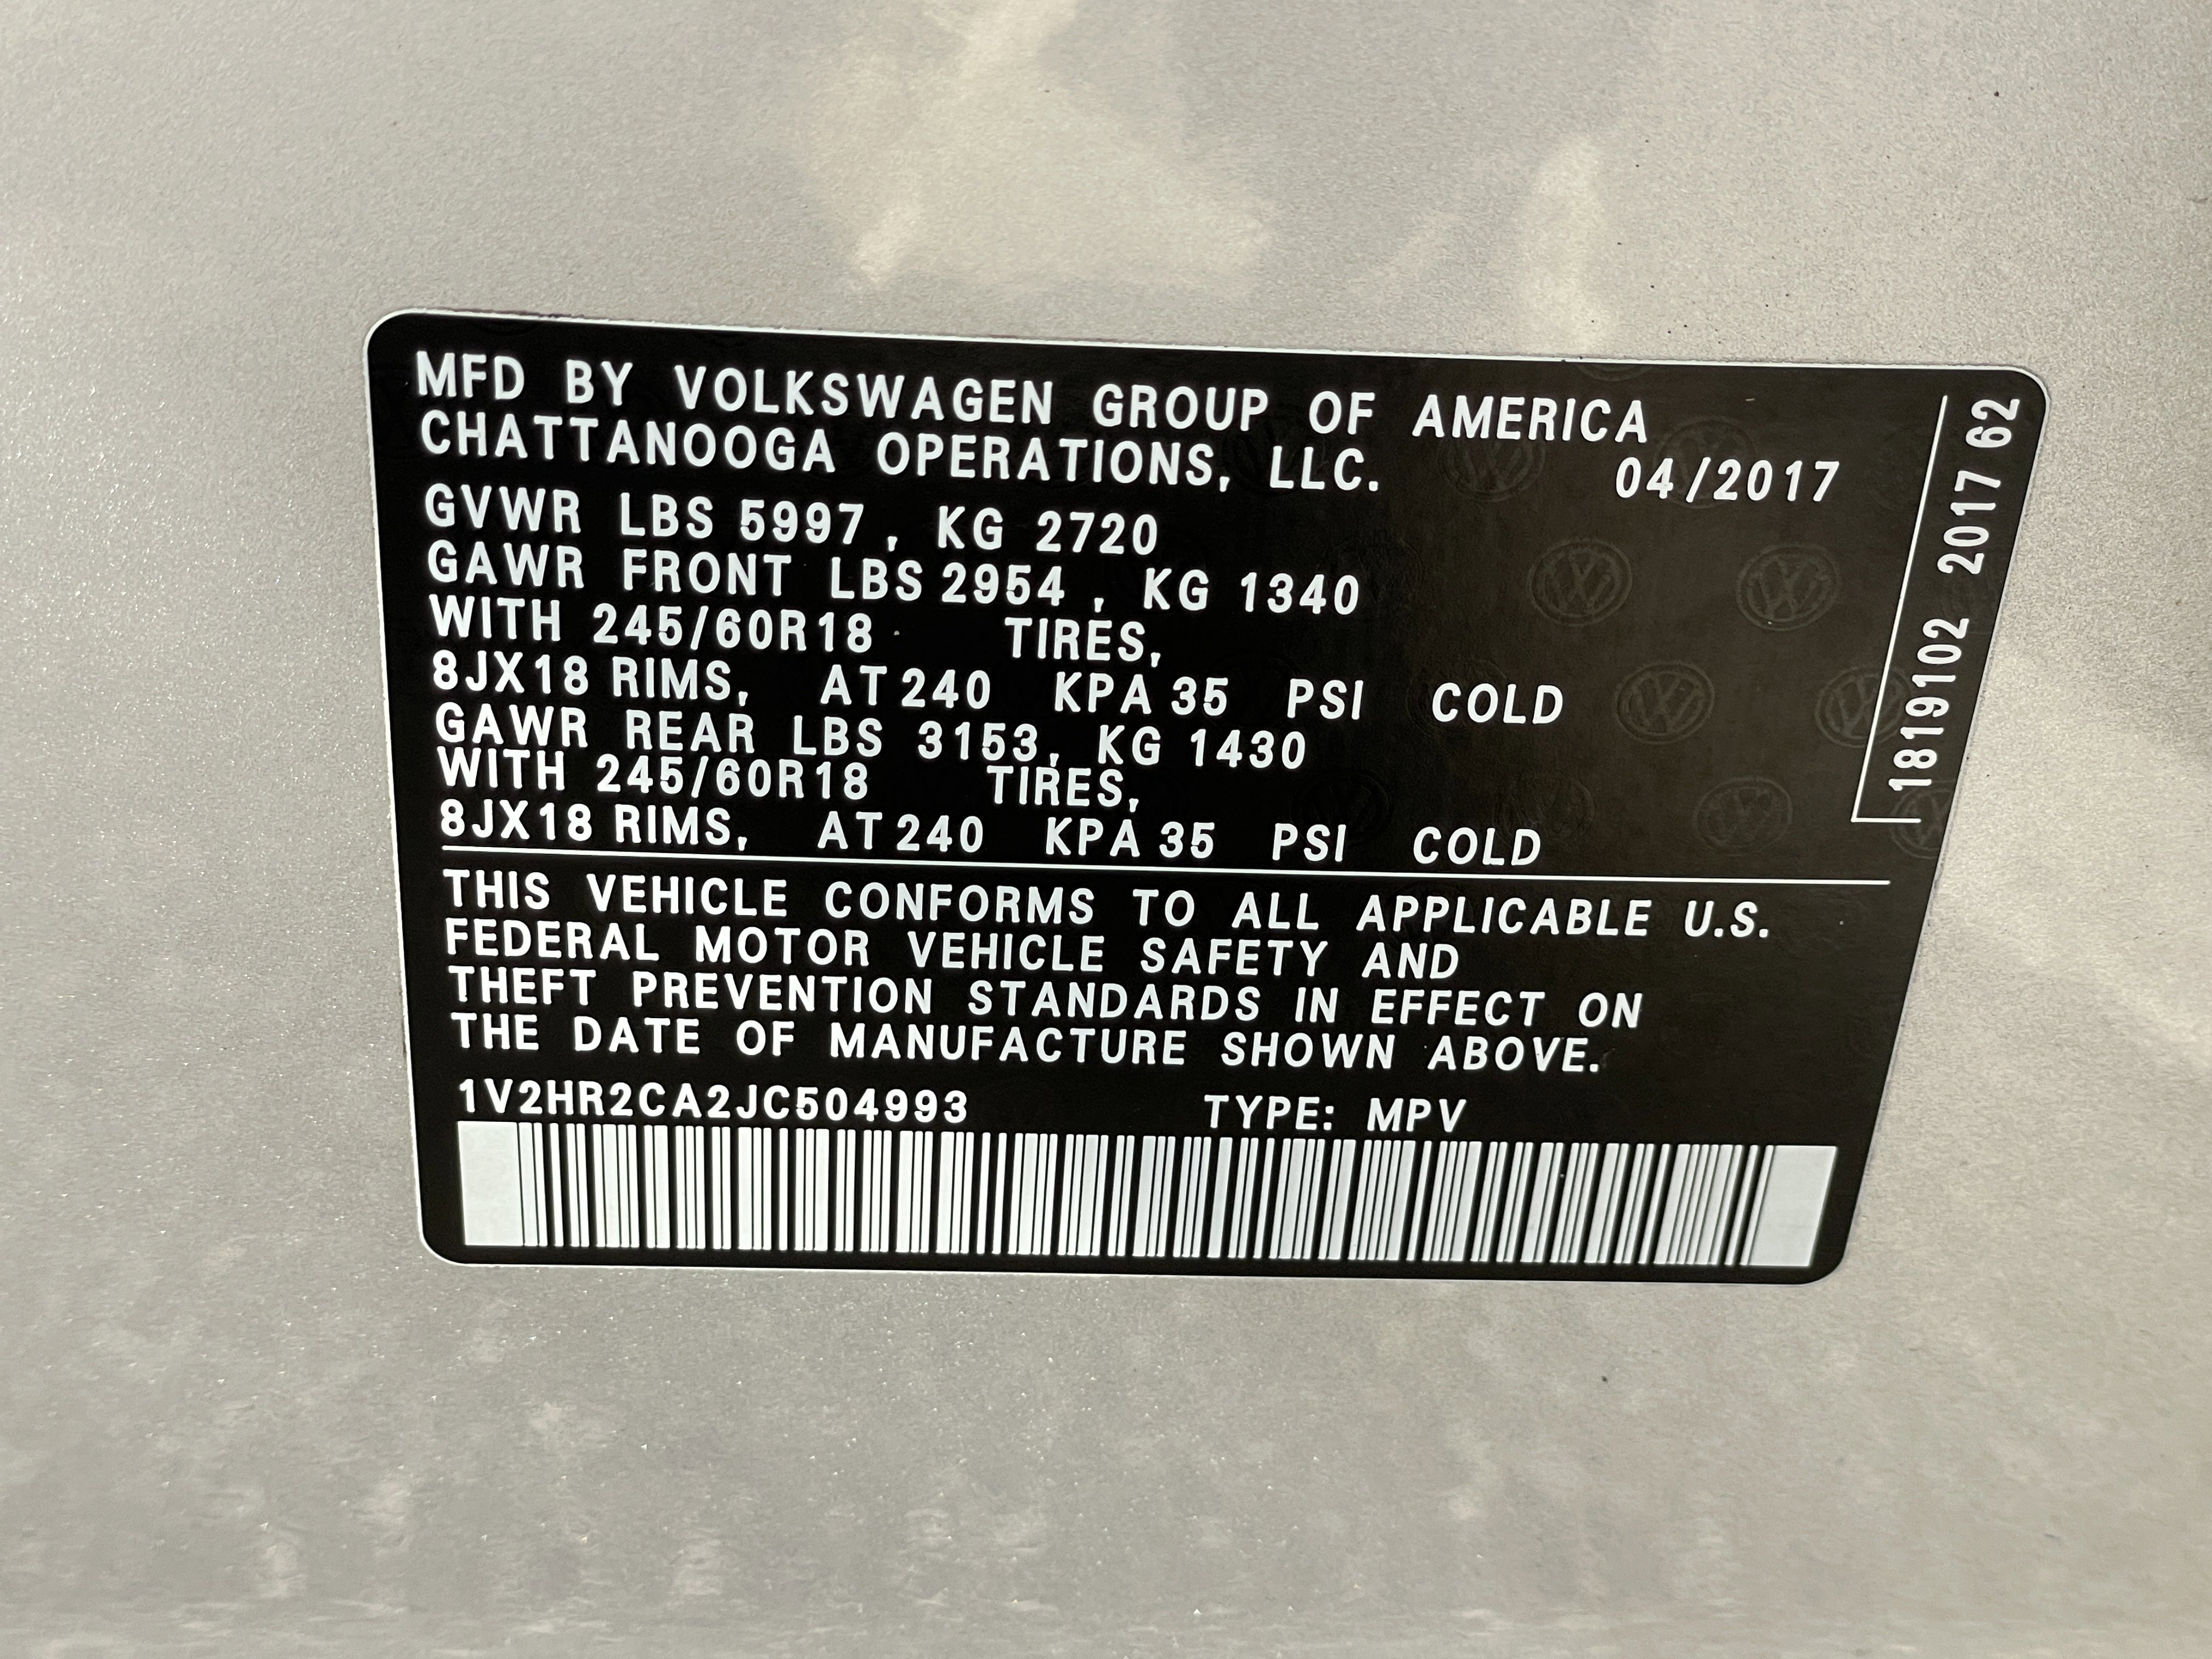 MFD BY VOLKSWAGEN GROUP OF AMERICA
CHATTANOOGA OPERATIONS, LLC. 04/2017
GVWR LBS 5997 , KG 2720
GAWR FRONT LBS 2954 , KG 1340
WITH 245/60R18 TIRES,
8JX18 RIMS, AT 240 KPA 35 PSI COLD
GAWR REAR LBS 3153, KG 1430
WITH 245/60R18 TIRES,
8JX18 RIMS, AT 240 KPA 35 PSI COLD
THIS VEHICLE CONFORMS TO ALL APPLICABLE U.S.
FEDERAL MOTOR VEHICLE SAFETY AND
THEFT PREVENTION STANDARDS IN EFFECT ON
THE DATE OF MANUFACTURE SHOWN ABOVE.
1V2HR2CA2JC504993 TYPE: MPV
1819102 2017 62